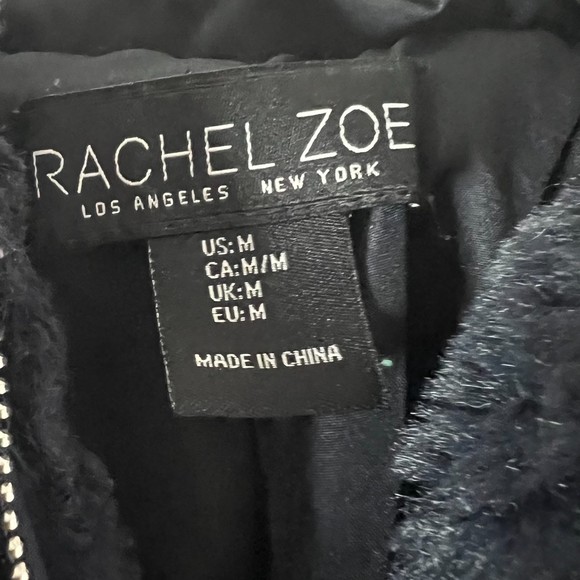 RACHEL ZOE
LOS ANGELES NEW YORK
US: M
CA: M/M
UK: M
EU: M
MADE IN CHINA